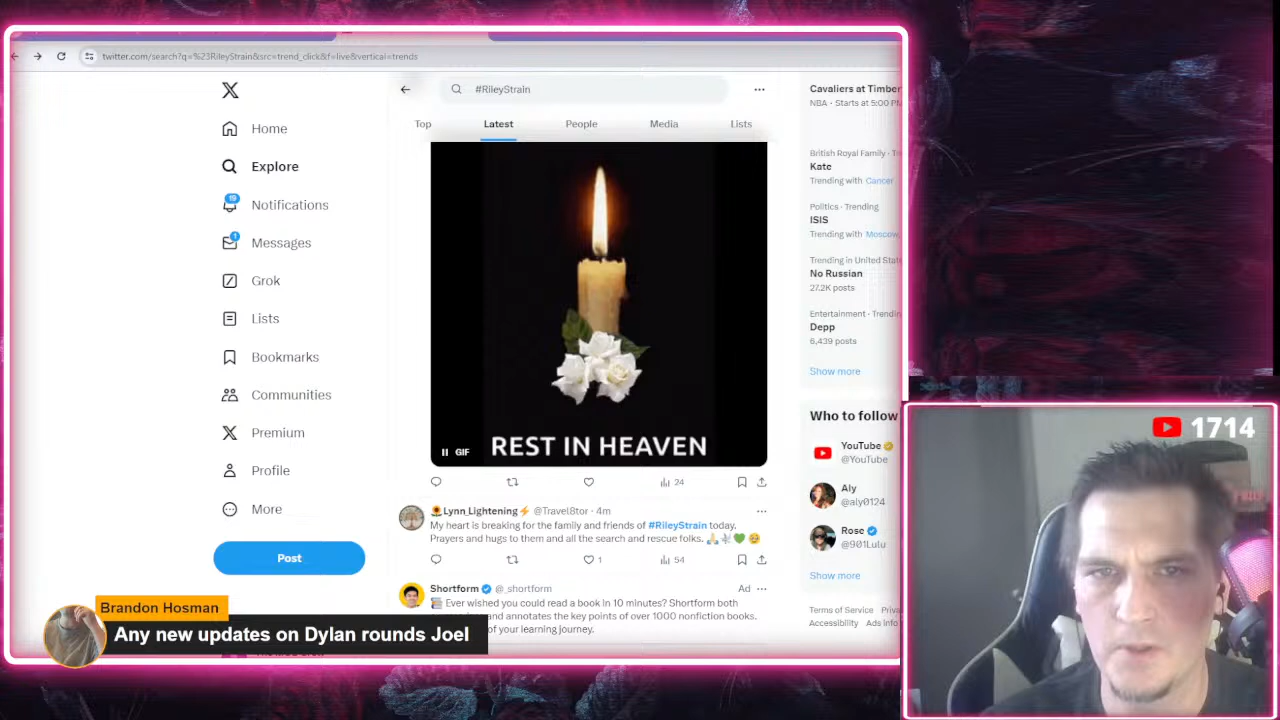 twitter.com/search?q=%23RileyStrain&src=trend_click&f=live&vertical=trends
#RileyStrain
Top
Latest
People
Media
Lists
Home
Explore
19
Notifications
1
Messages
Grok
Lists
Bookmarks
Communities
Premium
Profile
More
Post
REST IN HEAVEN
GIF
24
Lynn_Lightening
@Travel8tor · 4m
My heart is breaking for the family and friends of #RileyStrain today.
Prayers and hugs to them and all the search and rescue folks.
1
54
Shortform
@_shortform
Ad
Ever wished you could read a book in 10 minutes? Shortform both
and annotates the key points of over 1000 nonfiction books.
of your learning journey.
Cavaliers at Timber
NBA · Starts at 5:00 PM
British Royal Family ·
Kate
Trending with Cancer
Politics · Trending
ISIS
Trending with Moscow,
Trending in United State
No Russian
27.2K posts
Entertainment · Trendin
Depp
6,439 posts
Show more
Who to follow
YouTube
@YouTube
Aly
@aly0124
Rose
@901Lulu
Show more
Terms of Service
Accessibility
Ads info
Brandon Hosman
Any new updates on Dylan rounds Joel
1714